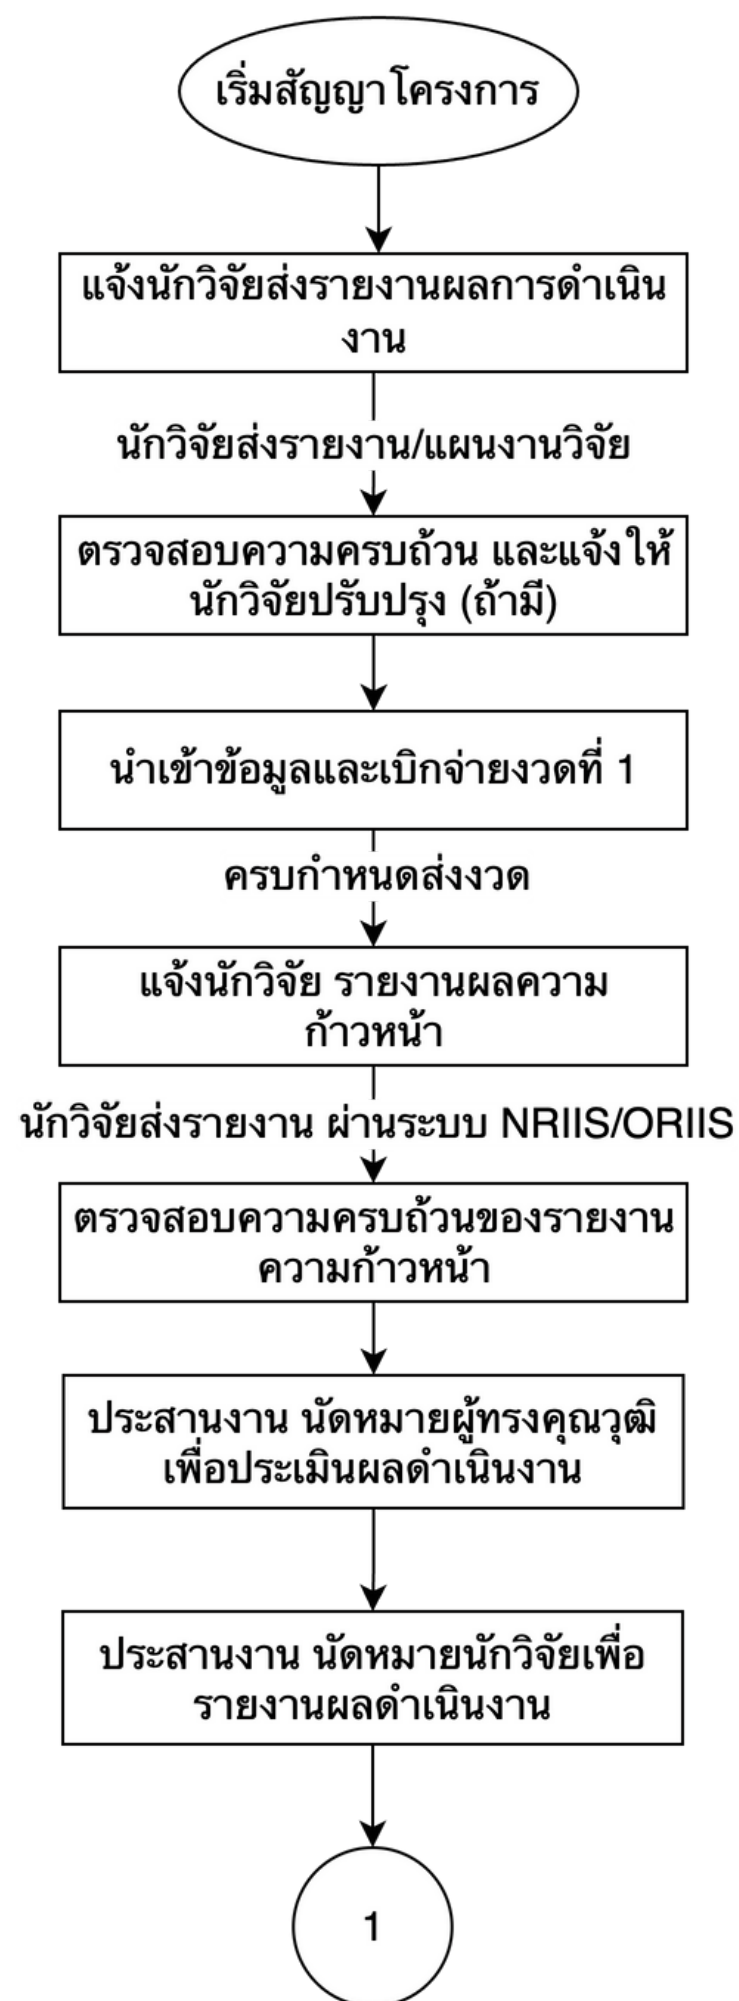 เริ่มสัญญาโครงการ
แจ้งนักวิจัยส่งรายงานผลการดำเนิน
งาน
นักวิจัยส่งรายงาน/แผนงานวิจัย
ตรวจสอบความครบถ้วน และแจ้งให้
นักวิจัยปรับปรุง (ถ้ามี)
นำเข้าข้อมูลและเบิกจ่ายงวดที่ 1
ครบกำหนดส่งงวด
แจ้งนักวิจัย รายงานผลความ
ก้าวหน้า
นักวิจัยส่งรายงาน ผ่านระบบ NRIIS/ORIIS
ตรวจสอบความครบถ้วนของรายงาน
ความก้าวหน้า
ประสานงาน นัดหมายผู้ทรงคุณวุฒิ
เพื่อประเมินผลดำเนินงาน
ประสานงาน นัดหมายนักวิจัยเพื่อ
รายงานผลดำเนินงาน
1